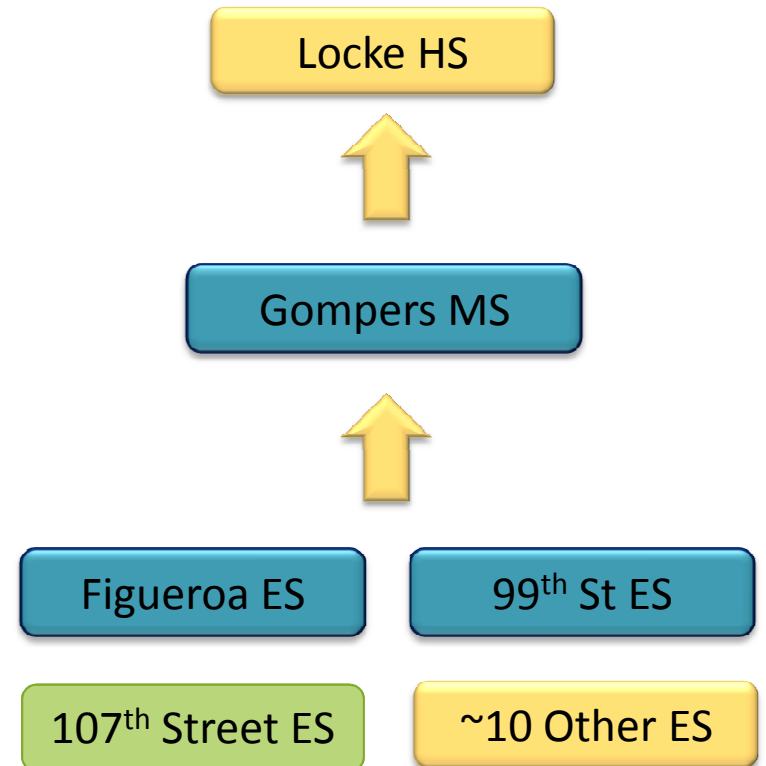 Locke HS
Gompers MS
Figueroa ES
99th St ES
107th Street ES
~10 Other ES